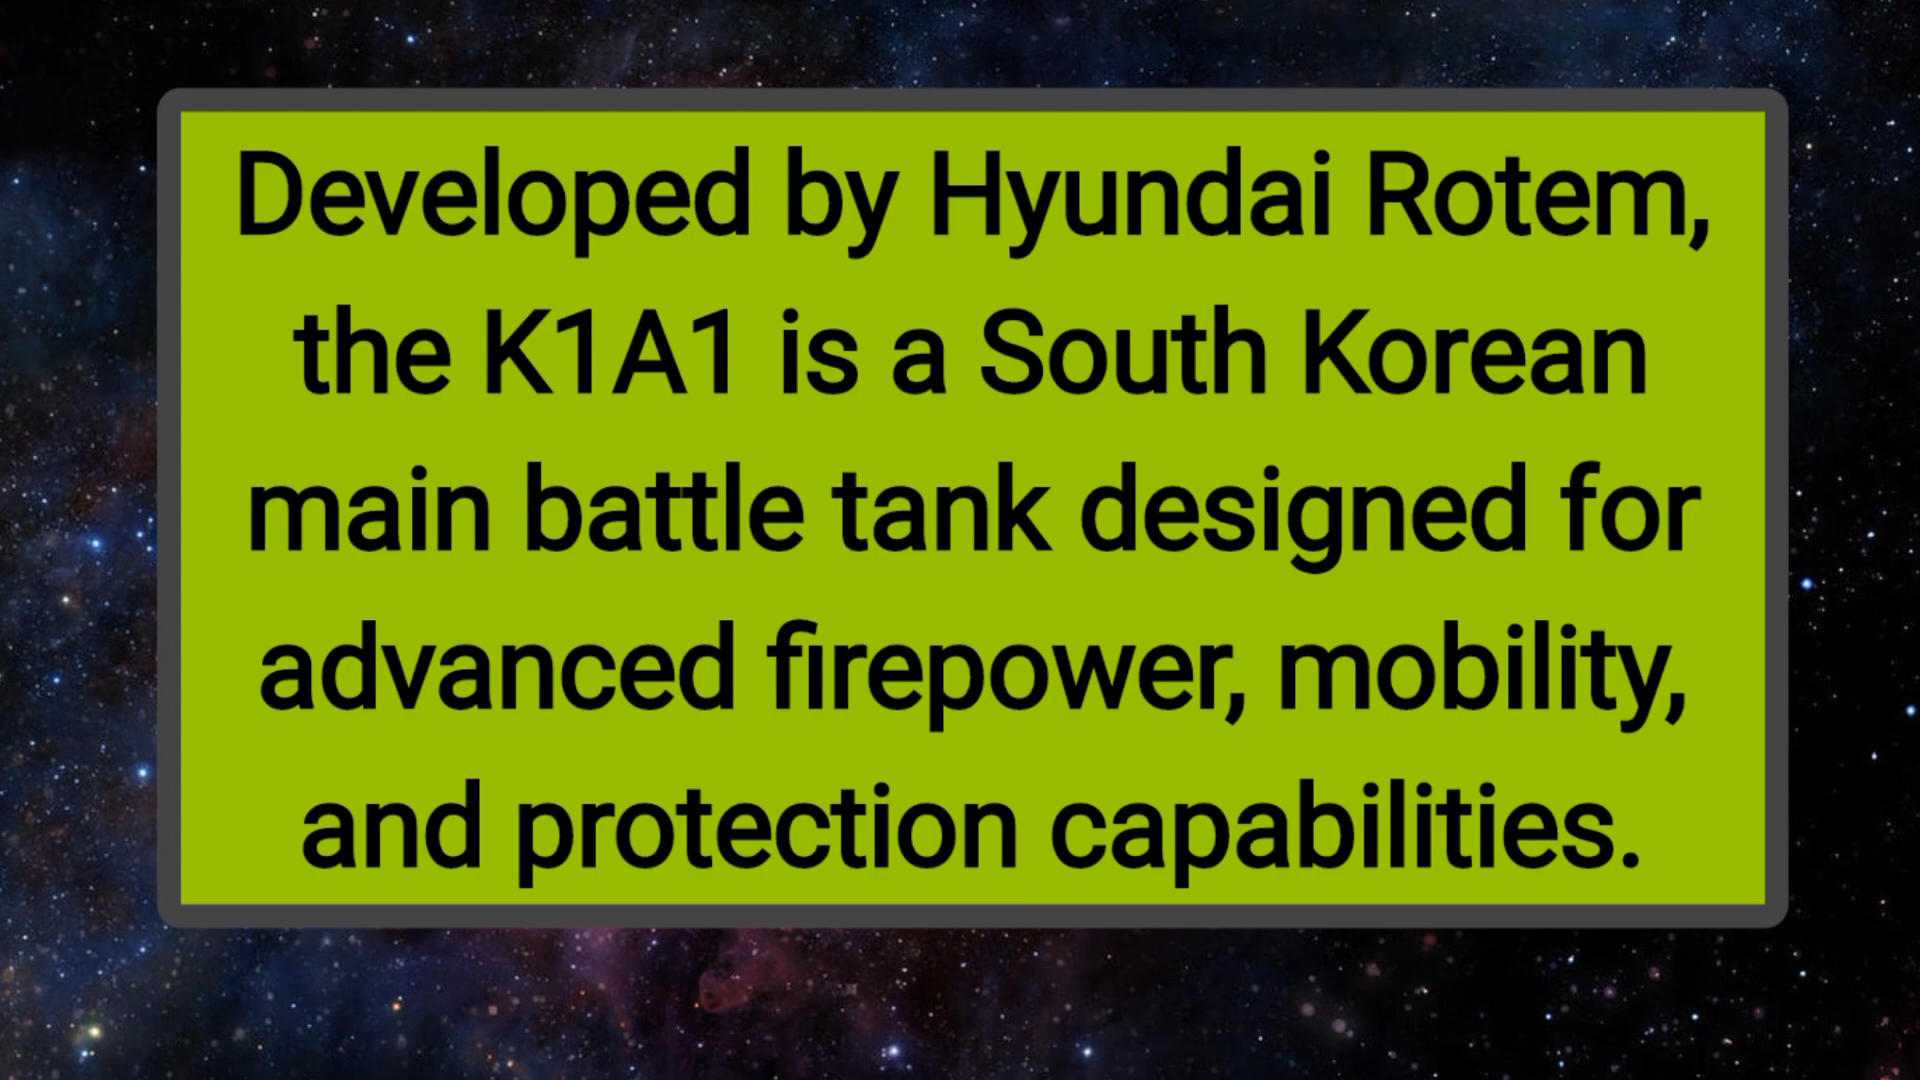 Developed by Hyundai Rotem,
the K1A1 is a South Korean
main battle tank designed for
advanced firepower, mobility,
and protection capabilities.